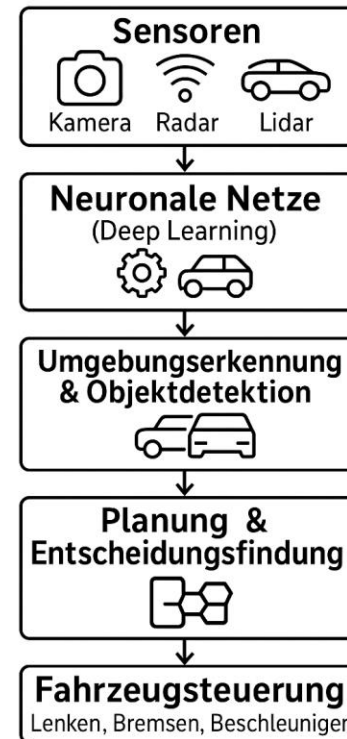 Sensoren
Kamera Radar Lidar
Neuronale Netze
(Deep Learning)
Umgebungserkennung
& Objektdetektion
Planung &
Entscheidungsfindung
Fahrzeugsteuerung
Lenken, Bremsen, Beschleuniger